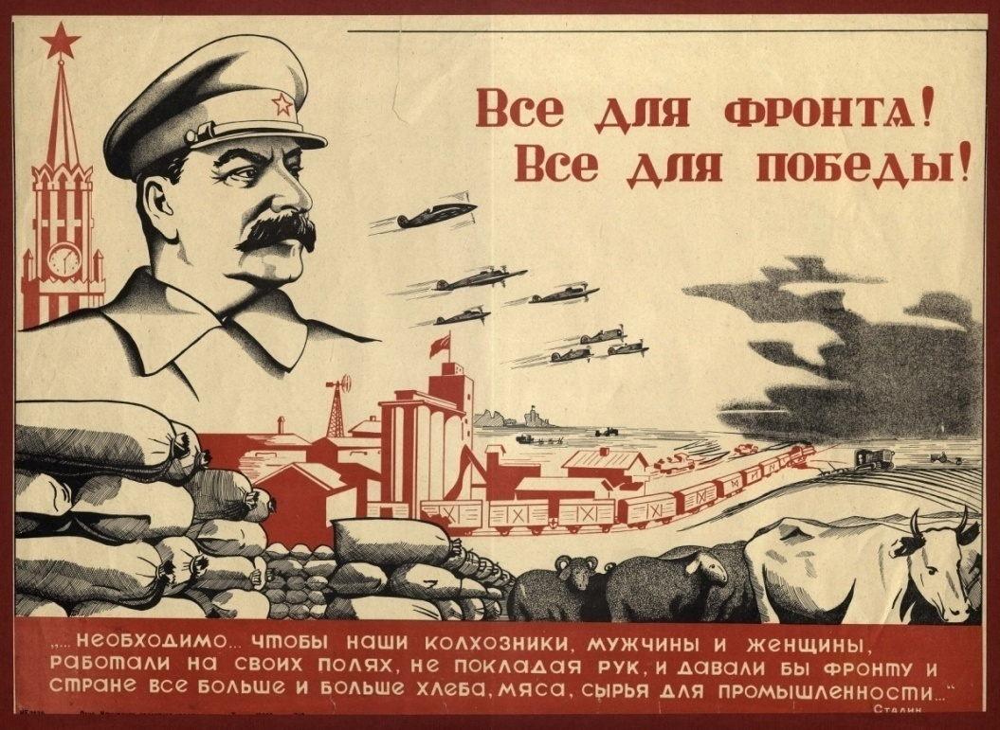 Все для фронта!
Все для победы!
„... необходимо... чтобы наши колхозники, мужчины и женщины,
работали на своих полях, не покладая рук, и давали бы фронту и
стране все больше и больше хлеба, мяса, сырья для промышленности..."
Сталин